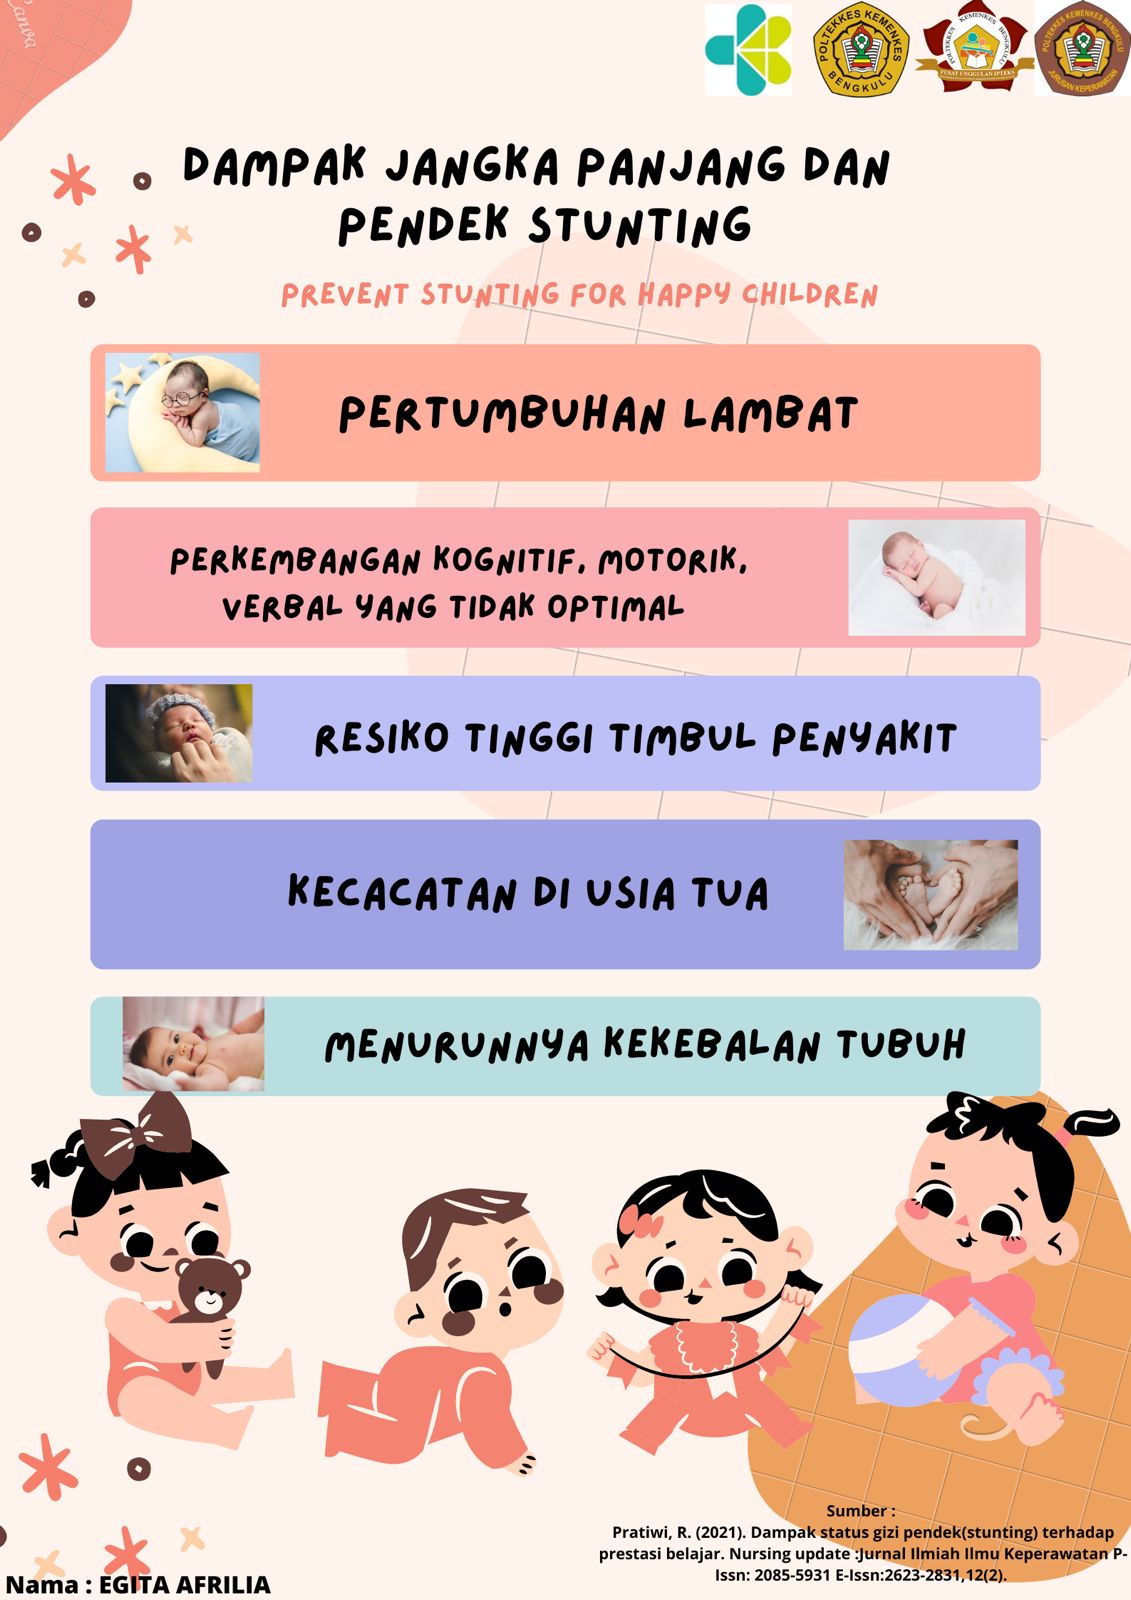 Canva
POLTEKKES KEMENKES
BENGKULU
POLTEKKES KEMENKES BENGKULU
PUSAT UNGGULAN IPTEKS
POLTEKKES KEMENKES BENGKULU
JURUSAN KEPERAWATAN
DAMPAK JANGKA PANJANG DAN
PENDEK STUNTING
PREVENT STUNTING FOR HAPPY CHILDREN
PERTUMBUHAN LAMBAT
PERKEMBANGAN KOGNITIF, MOTORIK,
VERBAL YANG TIDAK OPTIMAL
RESIKO TINGGI TIMBUL PENYAKIT
KECACATAN DI USIA TUA
MENURUNNYA KEKEBALAN TUBUH
Sumber :
Pratiwi, R. (2021). Dampak status gizi pendek(stunting) terhadap
prestasi belajar. Nursing update :Jurnal Ilmiah Ilmu Keperawatan P-
Issn: 2085-5931 E-Issn:2623-2831,12(2).
Nama : EGITA AFRILIA